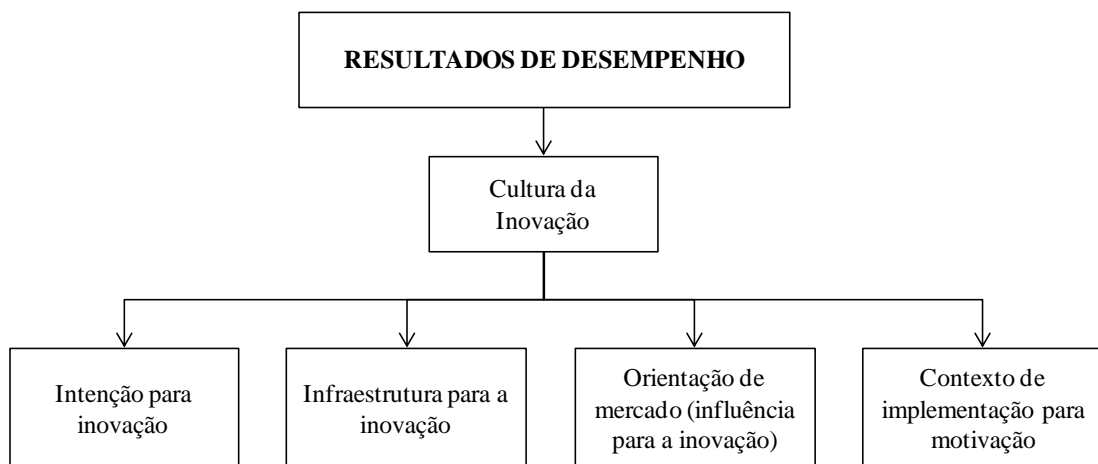 RESULTADOS DE DESEMPENHO
Cultura da
Inovação
Intenção para
inovação
Infraestrutura para a
inovação
Orientação de
mercado (influência
para a inovação)
Contexto de
implementação para
motivação